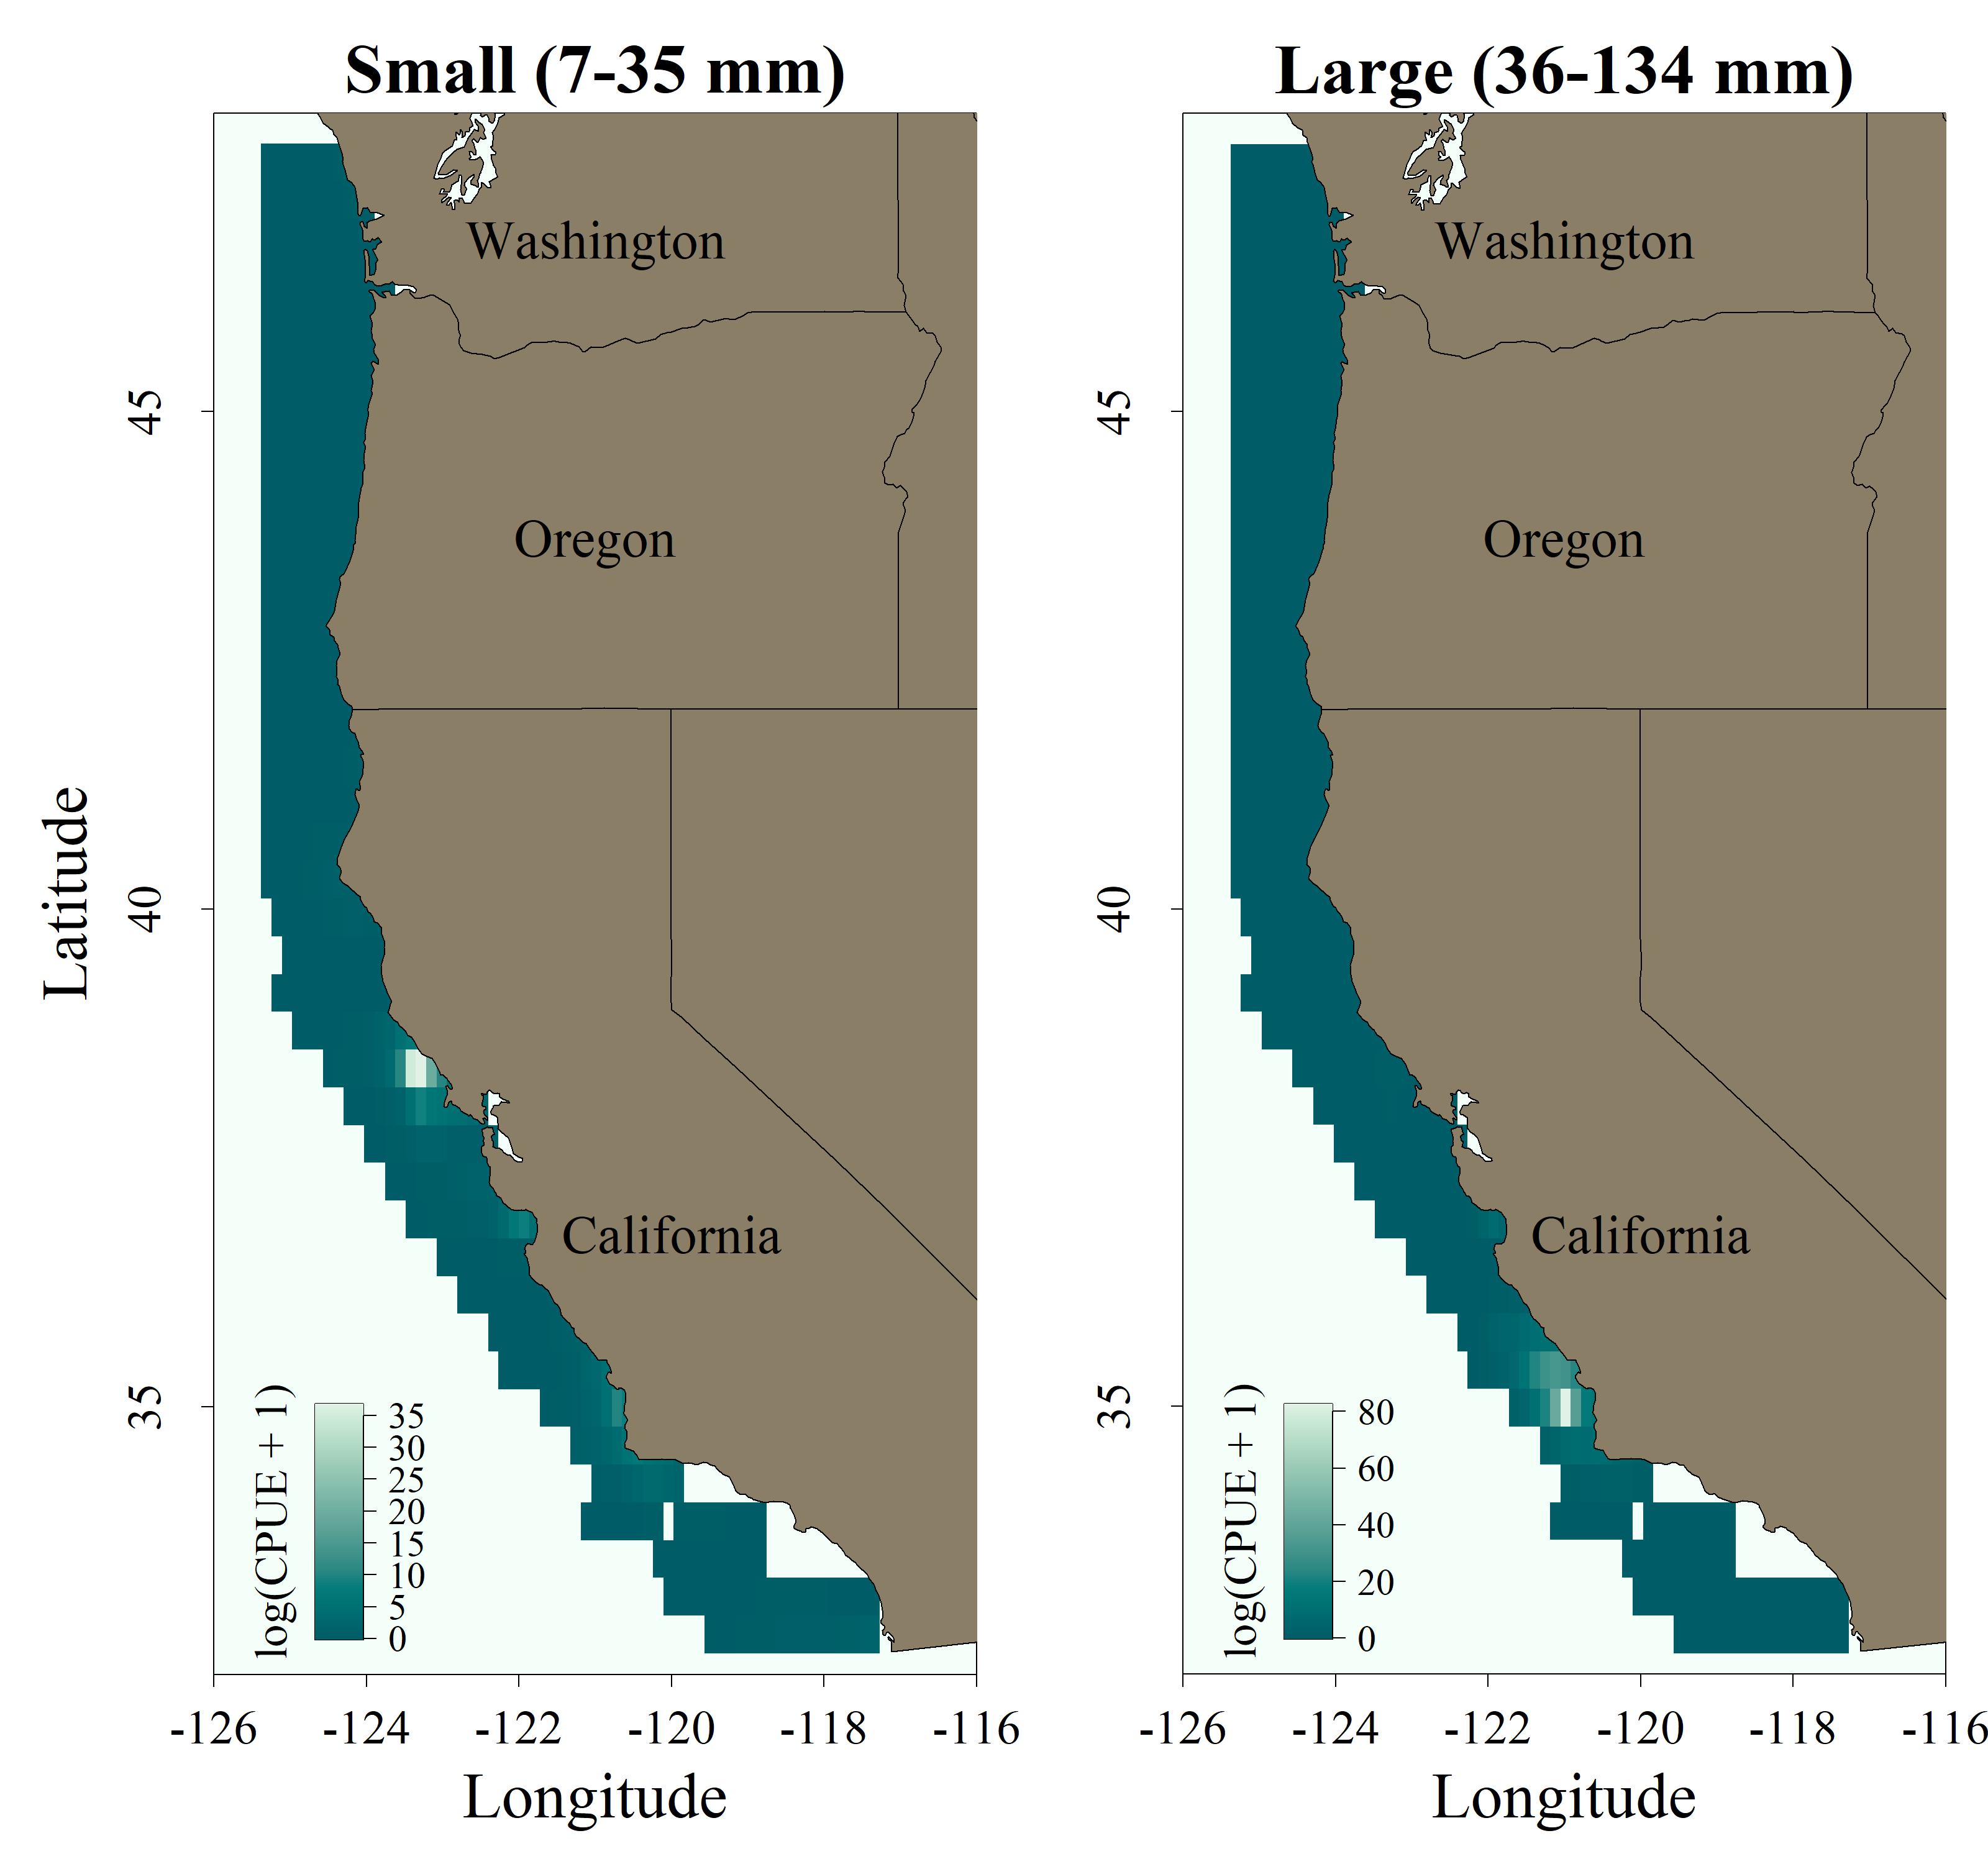 Small (7-35 mm)
Large (36-134 mm)
Washington
Oregon
California
Latitude
45
40
35
log(CPUE + 1)
35
30
25
20
15
10
5
0
-126
-124
-122
-120
-118
-116
Longitude
Washington
Oregon
California
45
40
35
log(CPUE + 1)
80
60
40
20
0
-126
-124
-122
-120
-118
-116
Longitude